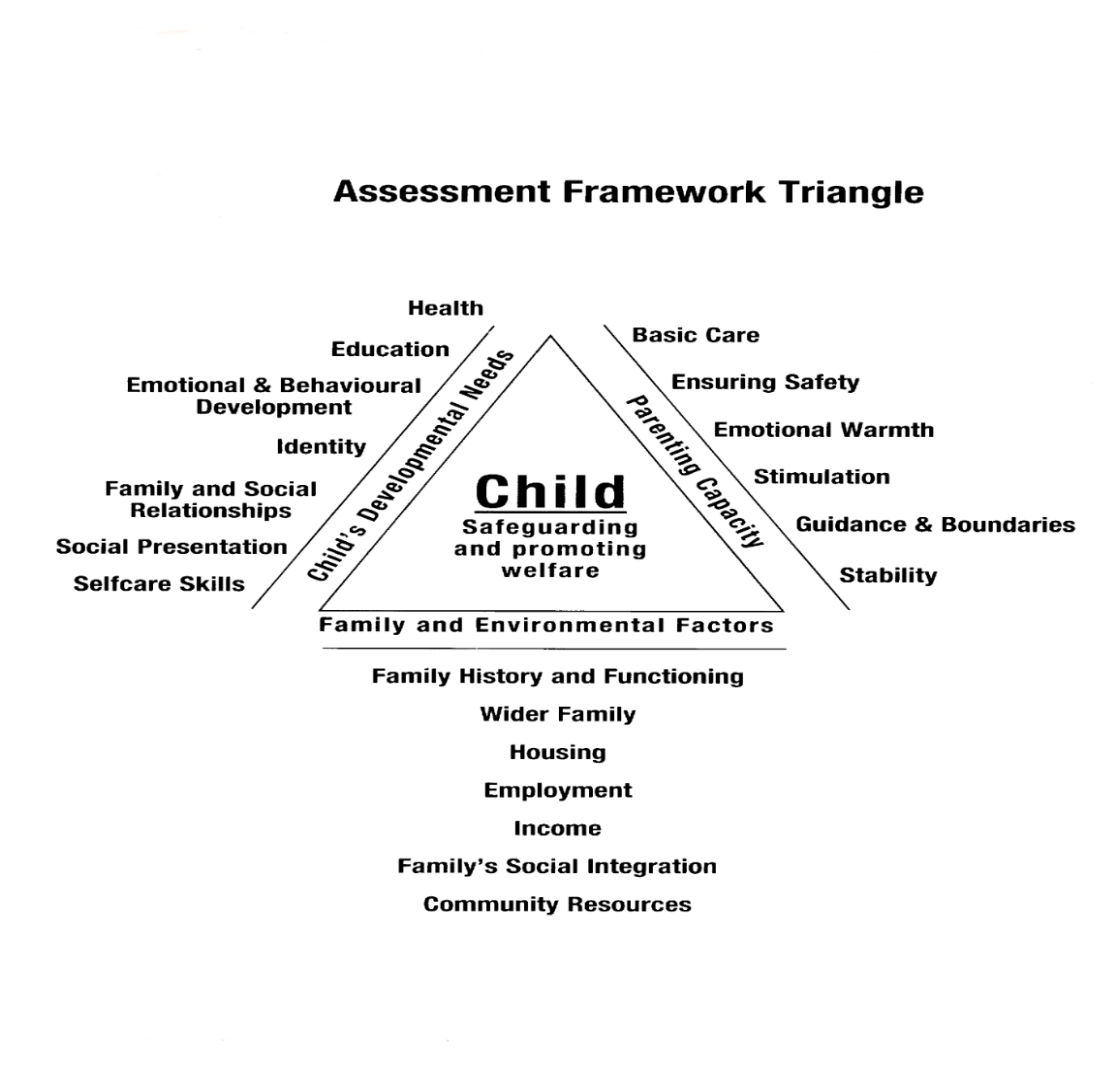 Assessment Framework Triangle
Health
Education
Emotional & Behavioural
Development
Identity
Family and Social
Relationships
Social Presentation
Selfcare Skills
Child's Developmental Needs
Child
Safeguarding
and promoting
welfare
Parenting Capacity
Basic Care
Ensuring Safety
Emotional Warmth
Stimulation
Guidance & Boundaries
Stability
Family and Environmental Factors
Family History and Functioning
Wider Family
Housing
Employment
Income
Family's Social Integration
Community Resources